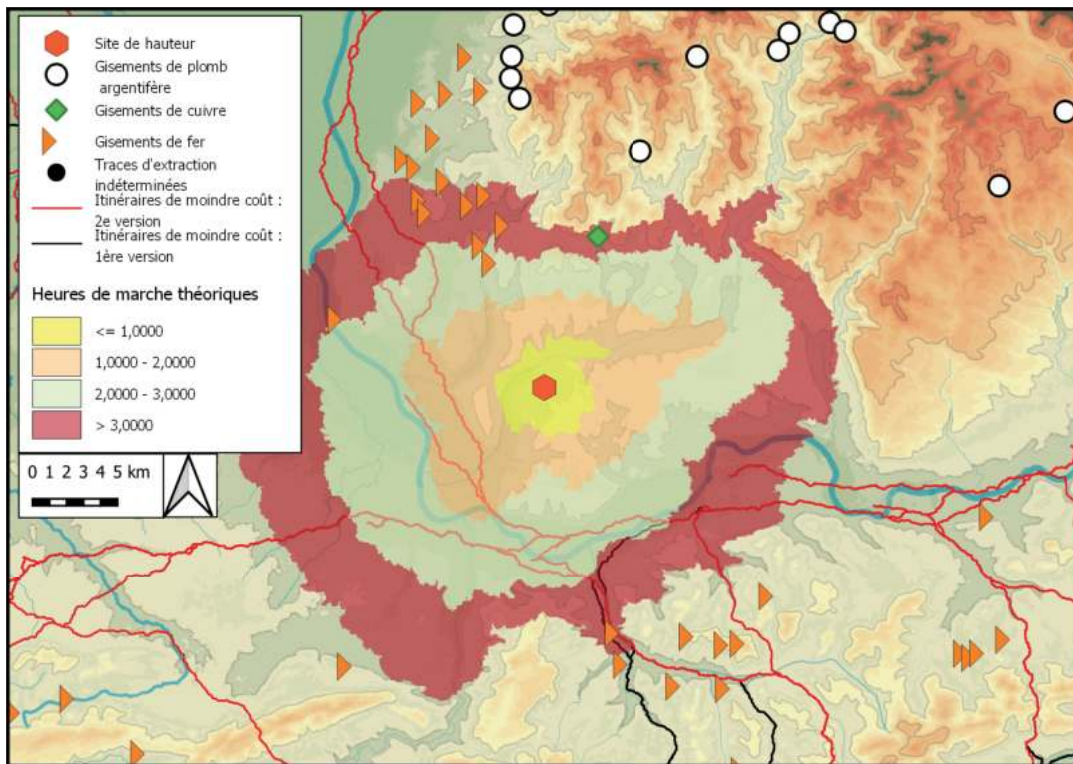 Site de hauteur
Gisements de plomb
argentifère
Gisements de cuivre
Gisements de fer
Traces d'extraction
indéterminées
Itinéraires de moindre coût :
2e version
Itinéraires de moindre coût :
1ère version
Heures de marche théoriques
<= 1,0000
1,0000 - 2,0000
2,0000 - 3,0000
> 3,0000
0 1 2 3 4 5 km